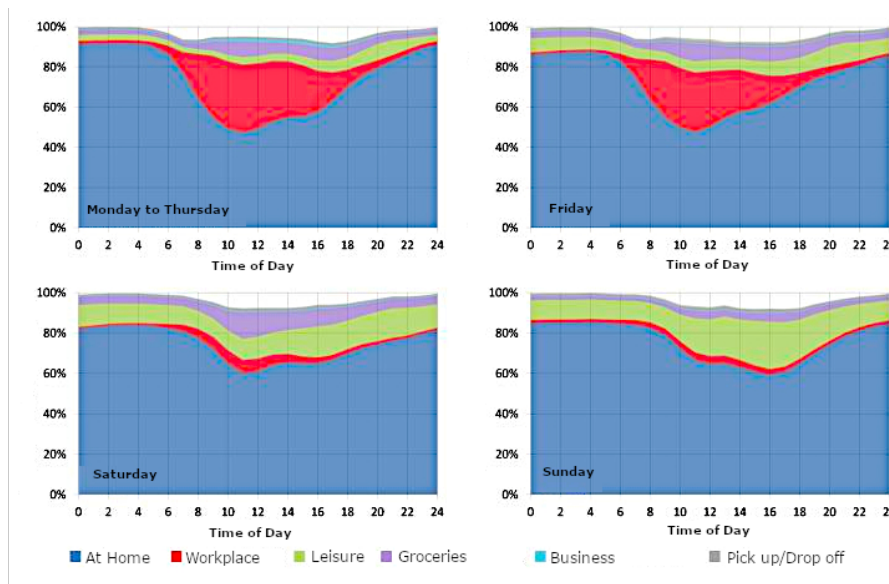 100%
80%
60%
40%
20%
0%
Monday to Thursday
0 2 4 6 8 10 12 14 16 18 20 22 24
Time of Day
100%
80%
60%
40%
20%
0%
Friday
0 2 4 6 8 10 12 14 16 18 20 22 24
Time of Day
100%
80%
60%
40%
20%
0%
Saturday
0 2 4 6 8 10 12 14 16 18 20 22 24
Time of Day
100%
80%
60%
40%
20%
0%
Sunday
0 2 4 6 8 10 12 14 16 18 20 22 24
Time of Day
At Home Workplace Leisure Groceries Business Pick up/Drop off